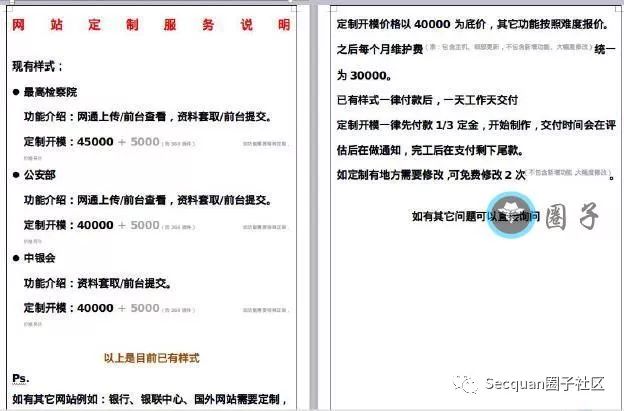 网站定制服务说明
现有样式：
● 最高检察院
功能介绍：网通上传/前台查看，资料套取/前台提交。
定制开模：45000 + 5000
● 公安部
功能介绍：网通上传/前台查看，资料套取/前台提交。
定制开模：40000 + 5000
● 中银会
功能介绍：资料套取/前台提交。
定制开模：40000 + 5000
以上是目前已有样式
Ps.
如有其它网站例如：银行、银联中心、国外网站需要定制，
定制开模价格以 40000 为底价，其它功能按照难度报价。
之后每个月维护费 统一
为 30000。
已有样式一律付款后，一天工作天交付
定制开模一律先付款 1/3 定金，开始制作，交付时间会在评
估后在做通知，完工后在支付剩下尾款。
如定制有地方需要修改，可免费修改 2 次（不包含新增功能，大幅度修改）。
如有其它问题可以直接询问
圈子
Secquan圈子社区